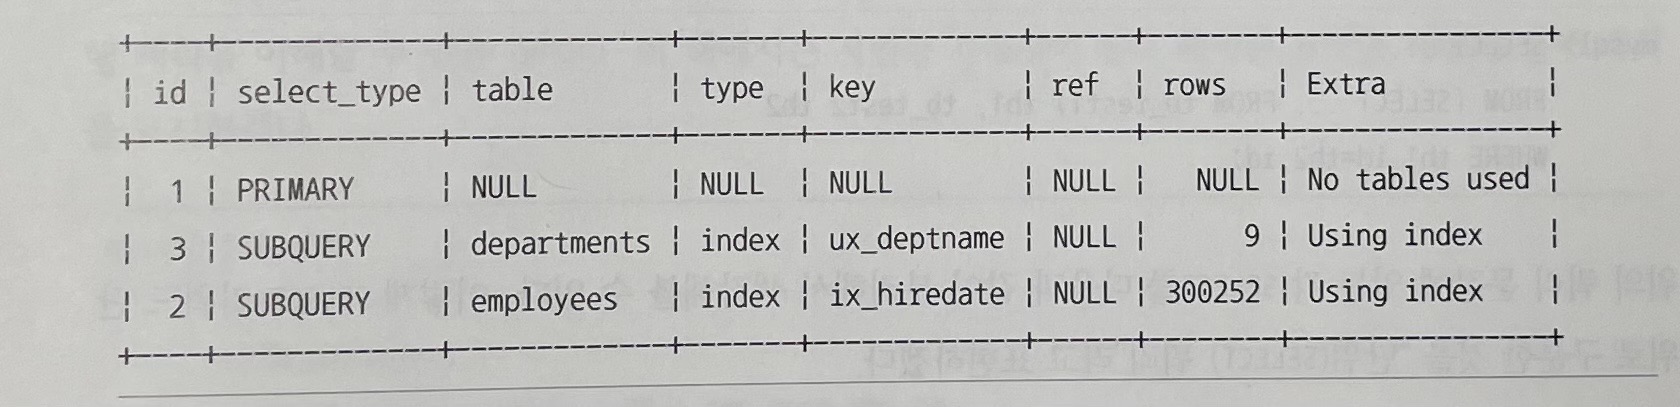 +----+-------------+-------------+-------+-------------+------+--------+----------------+
| id | select_type | table       | type  | key         | ref  | rows   | Extra          |
+----+-------------+-------------+-------+-------------+------+--------+----------------+
|  1 | PRIMARY     | NULL        | NULL  | NULL        | NULL |   NULL | No tables used |
|  3 | SUBQUERY    | departments | index | ux_deptname | NULL |      9 | Using index    |
|  2 | SUBQUERY    | employees   | index | ix_hiredate | NULL | 300252 | Using index    |
+----+-------------+-------------+-------+-------------+------+--------+----------------+